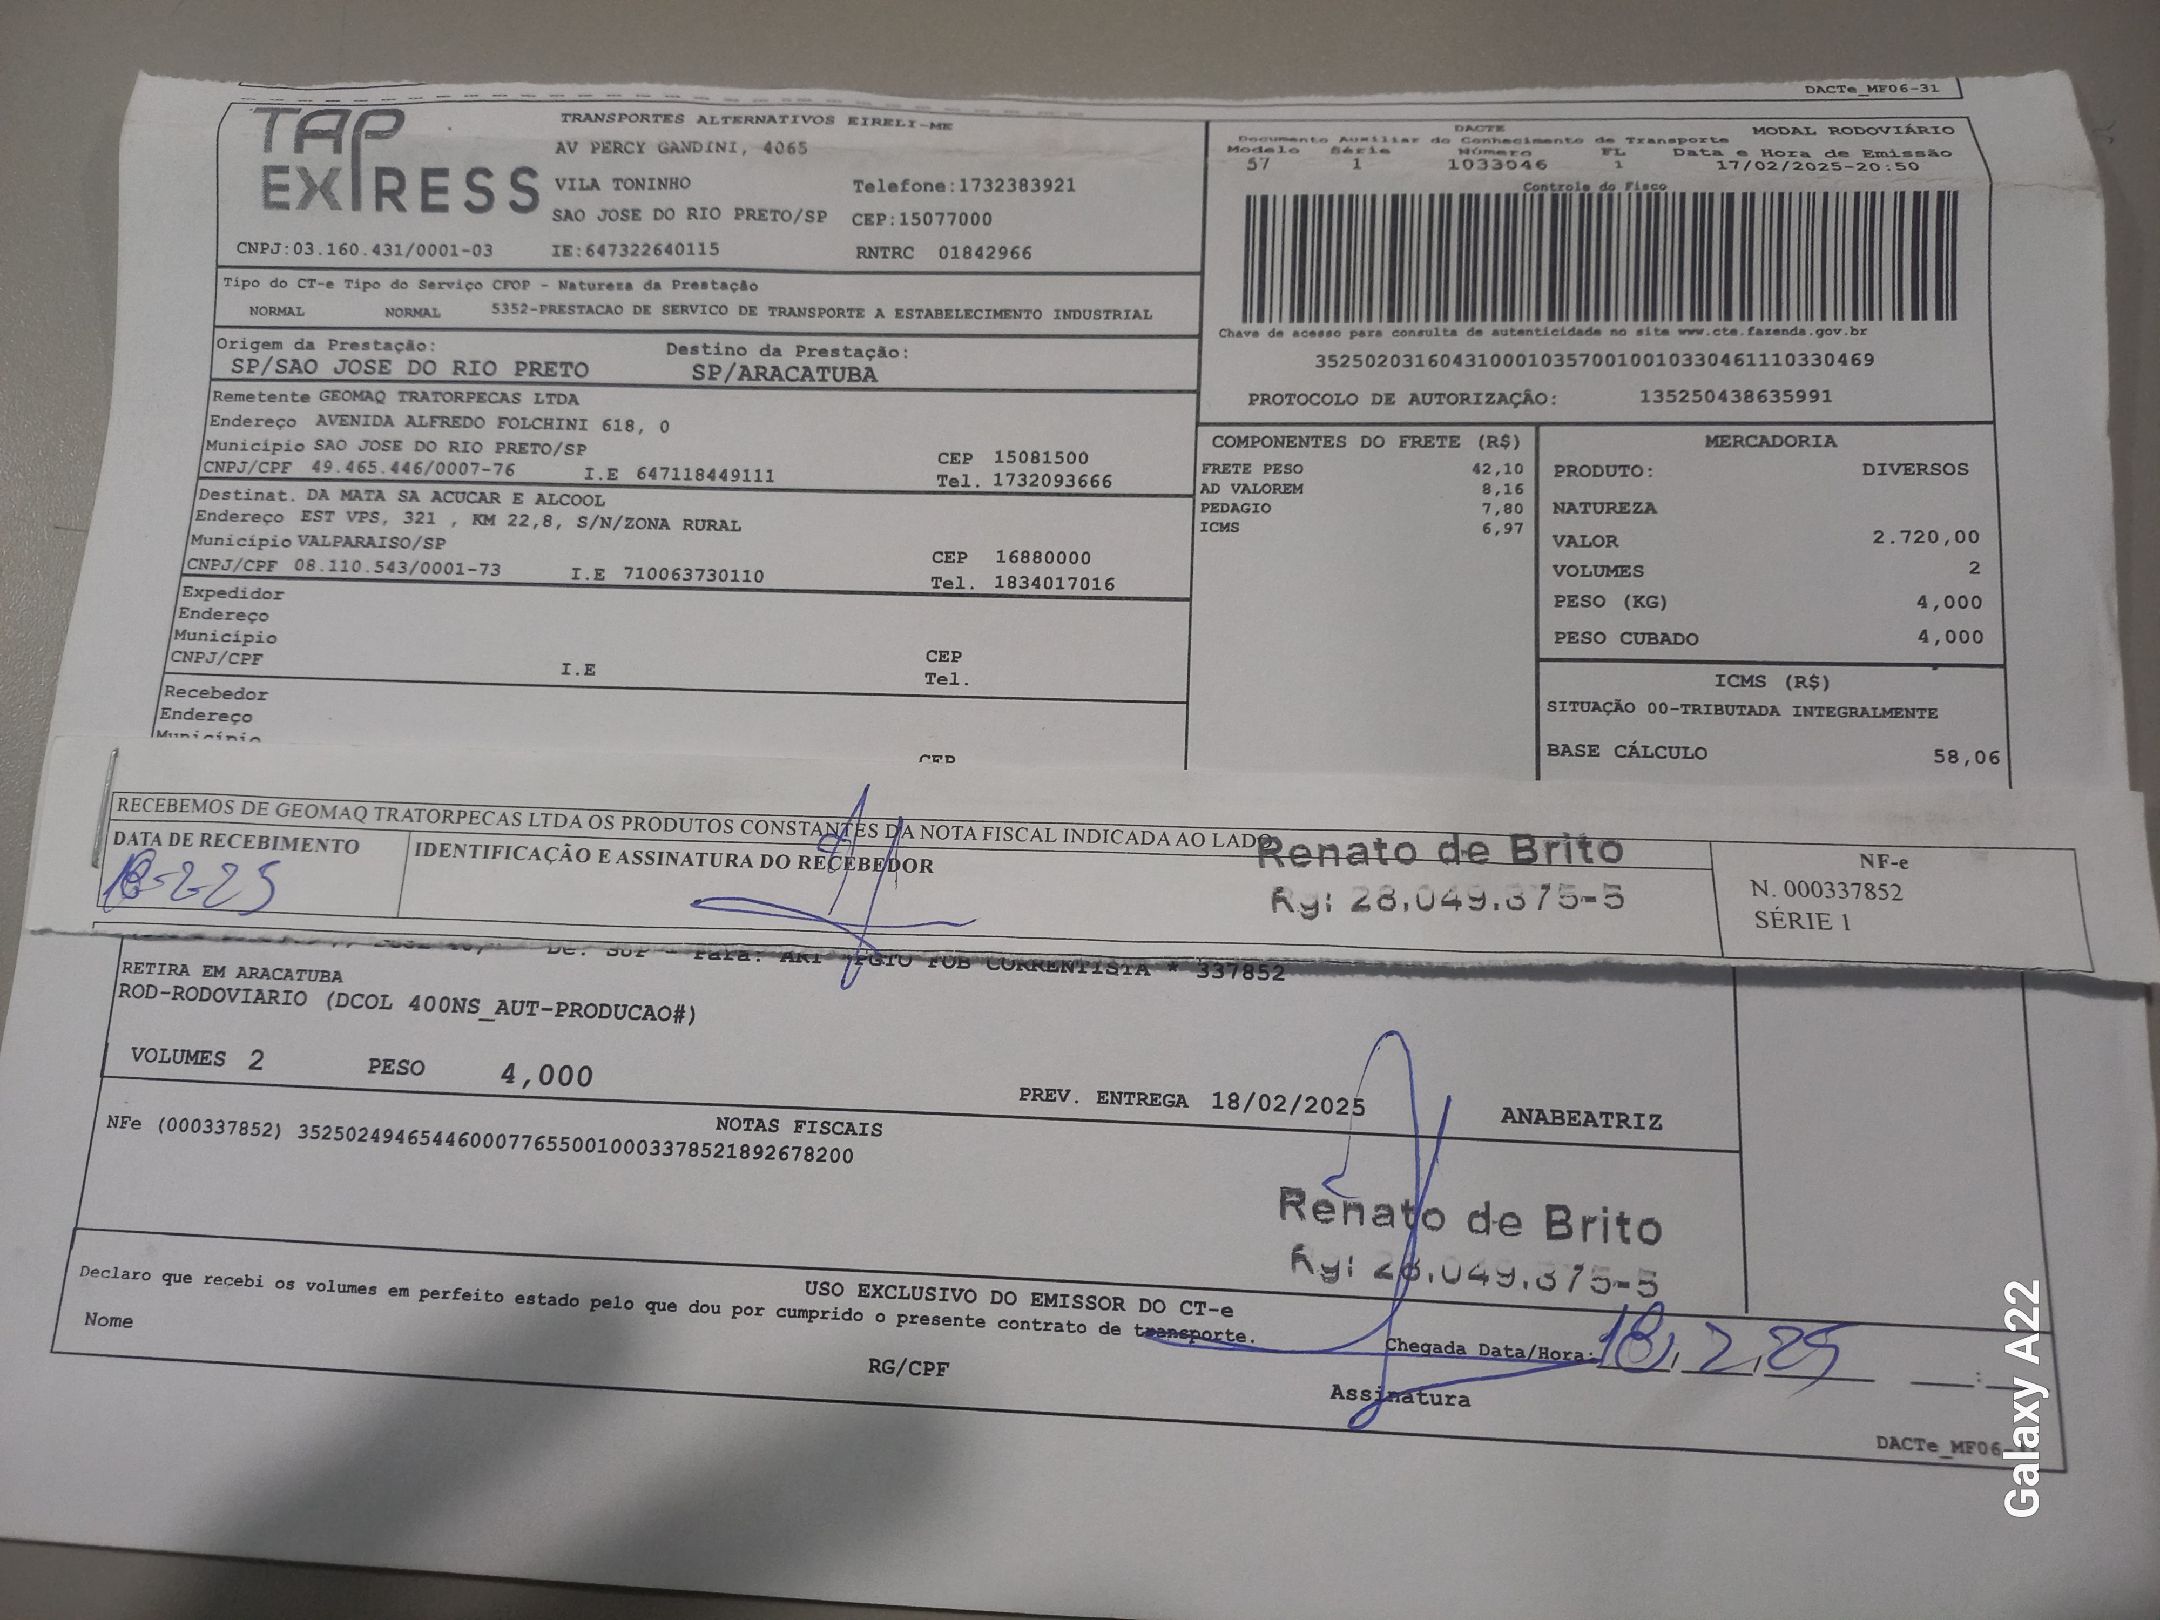 DACTe_MF06-31
TAP EXPRESS
TRANSPORTES ALTERNATIVOS EIRELI-ME
AV PERCY GANDINI, 4065
VILA TONINHO Telefone:1732383921
SAO JOSE DO RIO PRETO/SP CEP:15077000
CNPJ:03.160.431/0001-03 IE:647322640115 RNTRC 01842966
DACTE MODAL RODOVIÁRIO
Documento Auxiliar do Conhecimento de Transporte
Modelo Série Número FL Data e Hora de Emissão
57 1 1033046 1 17/02/2025-20:50
Controle do Fisco
Chave de acesso para consulta de autenticidade no site www.cte.fazenda.gov.br
35250203160431000103570010010330461110330469
PROTOCOLO DE AUTORIZAÇÃO: 135250438635991
Tipo do CT-e Tipo do Serviço CFOP - Natureza da Prestação
NORMAL NORMAL 5352-PRESTACAO DE SERVICO DE TRANSPORTE A ESTABELECIMENTO INDUSTRIAL
Origem da Prestação: Destino da Prestação:
SP/SAO JOSE DO RIO PRETO SP/ARACATUBA
Remetente GEOMAQ TRATORPECAS LTDA
Endereço AVENIDA ALFREDO FOLCHINI 618, 0
Município SAO JOSE DO RIO PRETO/SP CEP 15081500
CNPJ/CPF 49.465.446/0007-76 I.E 647118449111 Tel. 1732093666
Destinat. DA MATA SA ACUCAR E ALCOOL
Endereço EST VPS, 321 , KM 22,8, S/N/ZONA RURAL
Município VALPARAISO/SP CEP 16880000
CNPJ/CPF 08.110.543/0001-73 I.E 710063730110 Tel. 1834017016
Expedidor
Endereço
Município CEP
CNPJ/CPF I.E Tel.
Recebedor
Endereço
Município CEP
COMPONENTES DO FRETE (R$)
FRETE PESO 42,10
AD VALOREM 8,16
PEDAGIO 7,80
ICMS 6,97
MERCADORIA
PRODUTO: DIVERSOS
NATUREZA
VALOR 2.720,00
VOLUMES 2
PESO (KG) 4,000
PESO CUBADO 4,000
ICMS (R$)
SITUAÇÃO 00-TRIBUTADA INTEGRALMENTE
BASE CÁLCULO 58,06
RECEBEMOS DE GEOMAQ TRATORPECAS LTDA OS PRODUTOS CONSTANTES DA NOTA FISCAL INDICADA AO LADO
DATA DE RECEBIMENTO IDENTIFICAÇÃO E ASSINATURA DO RECEBEDOR
18-2-25
Renato de Brito
Rg: 28.049.375-5
NF-e
N. 000337852
SÉRIE 1
De: SJP - Para: ART PGTO FOB CORRENTISTA * 337852
RETIRA EM ARACATUBA
ROD-RODOVIARIO (DCOL 400NS_AUT-PRODUCAO#)
VOLUMES 2 PESO 4,000 PREV. ENTREGA 18/02/2025 ANABEATRIZ
NOTAS FISCAIS
NFe (000337852) 35250249465446000776550010003378521892678200
Renato de Brito
Rg: 28.049.375-5
USO EXCLUSIVO DO EMISSOR DO CT-e
Declaro que recebi os volumes em perfeito estado pelo que dou por cumprido o presente contrato de transporte.
Chegada Data/Hora: 18, 2, 25 :
Nome RG/CPF Assinatura
DACTe_MF06-
Galaxy A22